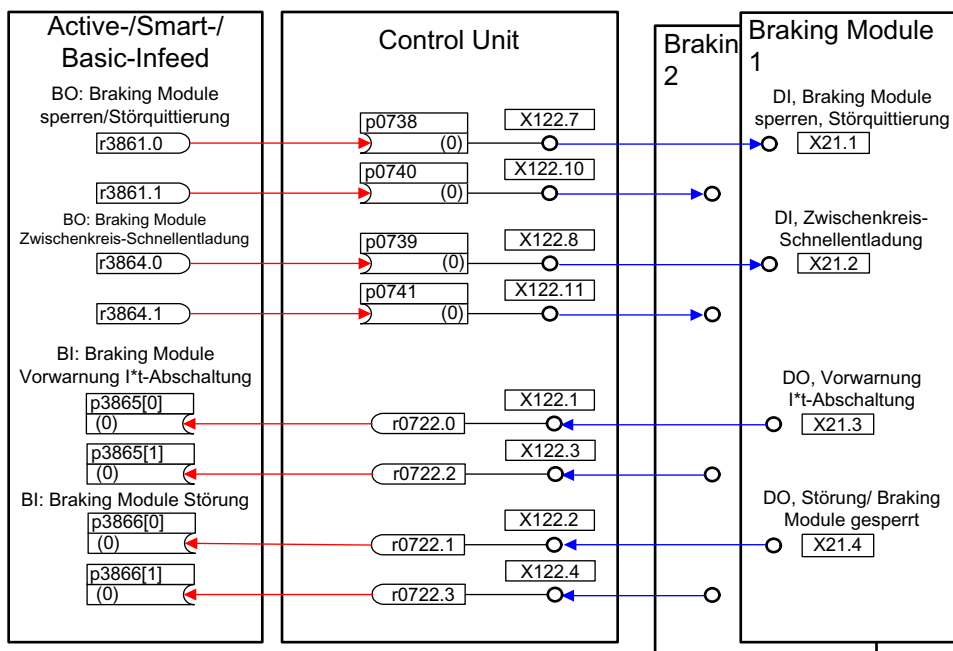 Active-/Smart-/
Basic-Infeed
BO: Braking Module
sperren/Störquittierung
r3861.0
r3861.1
BO: Braking Module
Zwischenkreis-Schnellentladung
r3864.0
r3864.1
BI: Braking Module
Vorwarnung I*t-Abschaltung
p3865[0]
(0)
p3865[1]
(0)
BI: Braking Module Störung
p3866[0]
(0)
p3866[1]
(0)
Control Unit
p0738
(0)
X122.7
p0740
(0)
X122.10
p0739
(0)
X122.8
p0741
(0)
X122.11
X122.1
r0722.0
X122.3
r0722.2
X122.2
r0722.1
X122.4
r0722.3
Brakin
2
Braking Module
1
DI, Braking Module
sperren, Störquittierung
X21.1
DI, Zwischenkreis-
Schnellentladung
X21.2
DO, Vorwarnung
I*t-Abschaltung
X21.3
DO, Störung/ Braking
Module gesperrt
X21.4